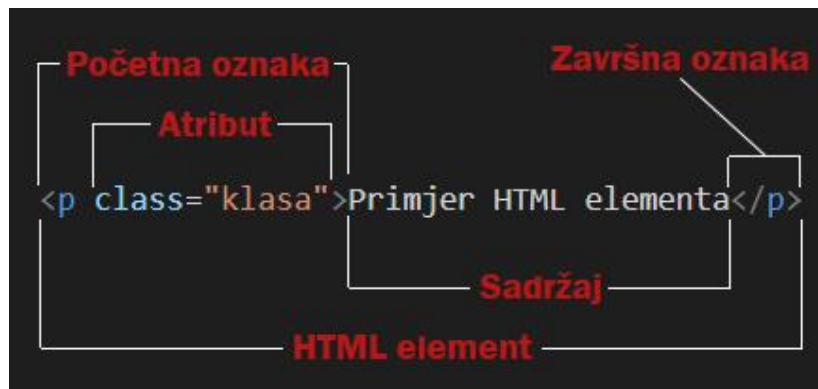 Početna oznaka
Završna oznaka
Atribut
<p class="klasa">Primjer HTML elementa</p>
Sadržaj
HTML element